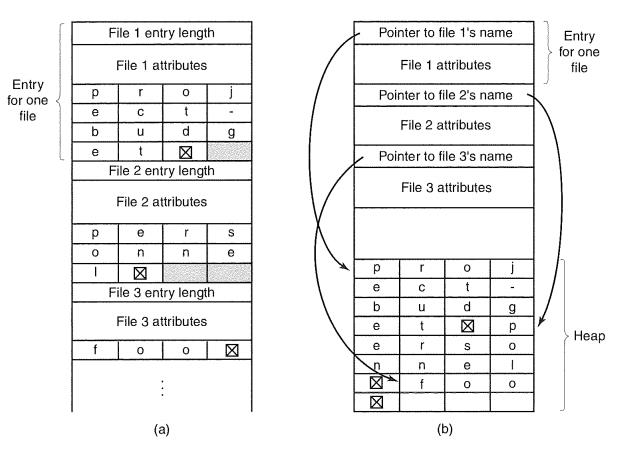 File 1 entry length
File 1 attributes
Entry
for one
file
p r o j
e c t -
b u d g
e t
File 2 entry length
File 2 attributes
p e r s
o n n e
l
File 3 entry length
File 3 attributes
f o o
⋮
(a)
Pointer to file 1's name
File 1 attributes
Entry
for one
file
Pointer to file 2's name
File 2 attributes
Pointer to file 3's name
File 3 attributes
p r o j
e c t -
b u d g
e t p
e r s o
n n e l
f o o
Heap
(b)